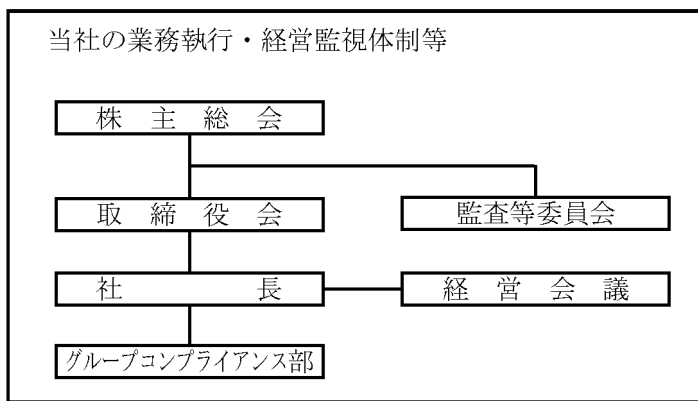 当社の業務執行・経営監視体制等
株主総会
取締役会
監査等委員会
社長
経営会議
グループコンプライアンス部